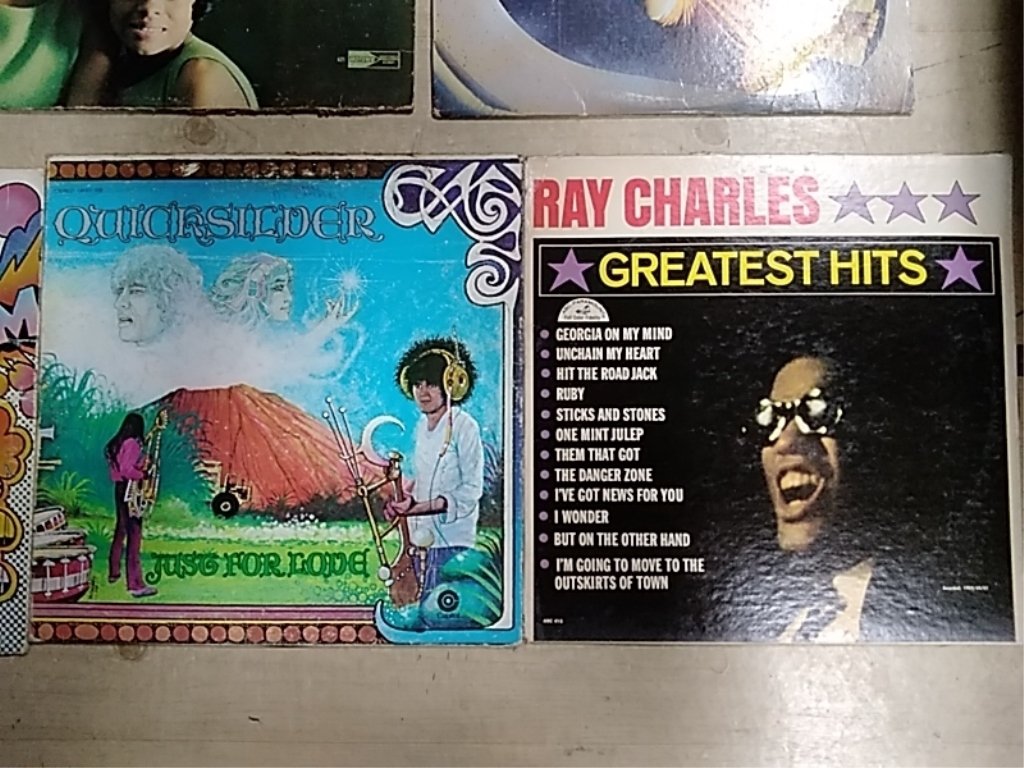 QUICKSILVER
JUST FOR LOVE
RAY CHARLES
GREATEST HITS
GEORGIA ON MY MIND
UNCHAIN MY HEART
HIT THE ROAD JACK
RUBY
STICKS AND STONES
ONE MINT JULEP
THEM THAT GOT
THE DANGER ZONE
I'VE GOT NEWS FOR YOU
I WONDER
BUT ON THE OTHER HAND
I'M GOING TO MOVE TO THE
OUTSKIRTS OF TOWN